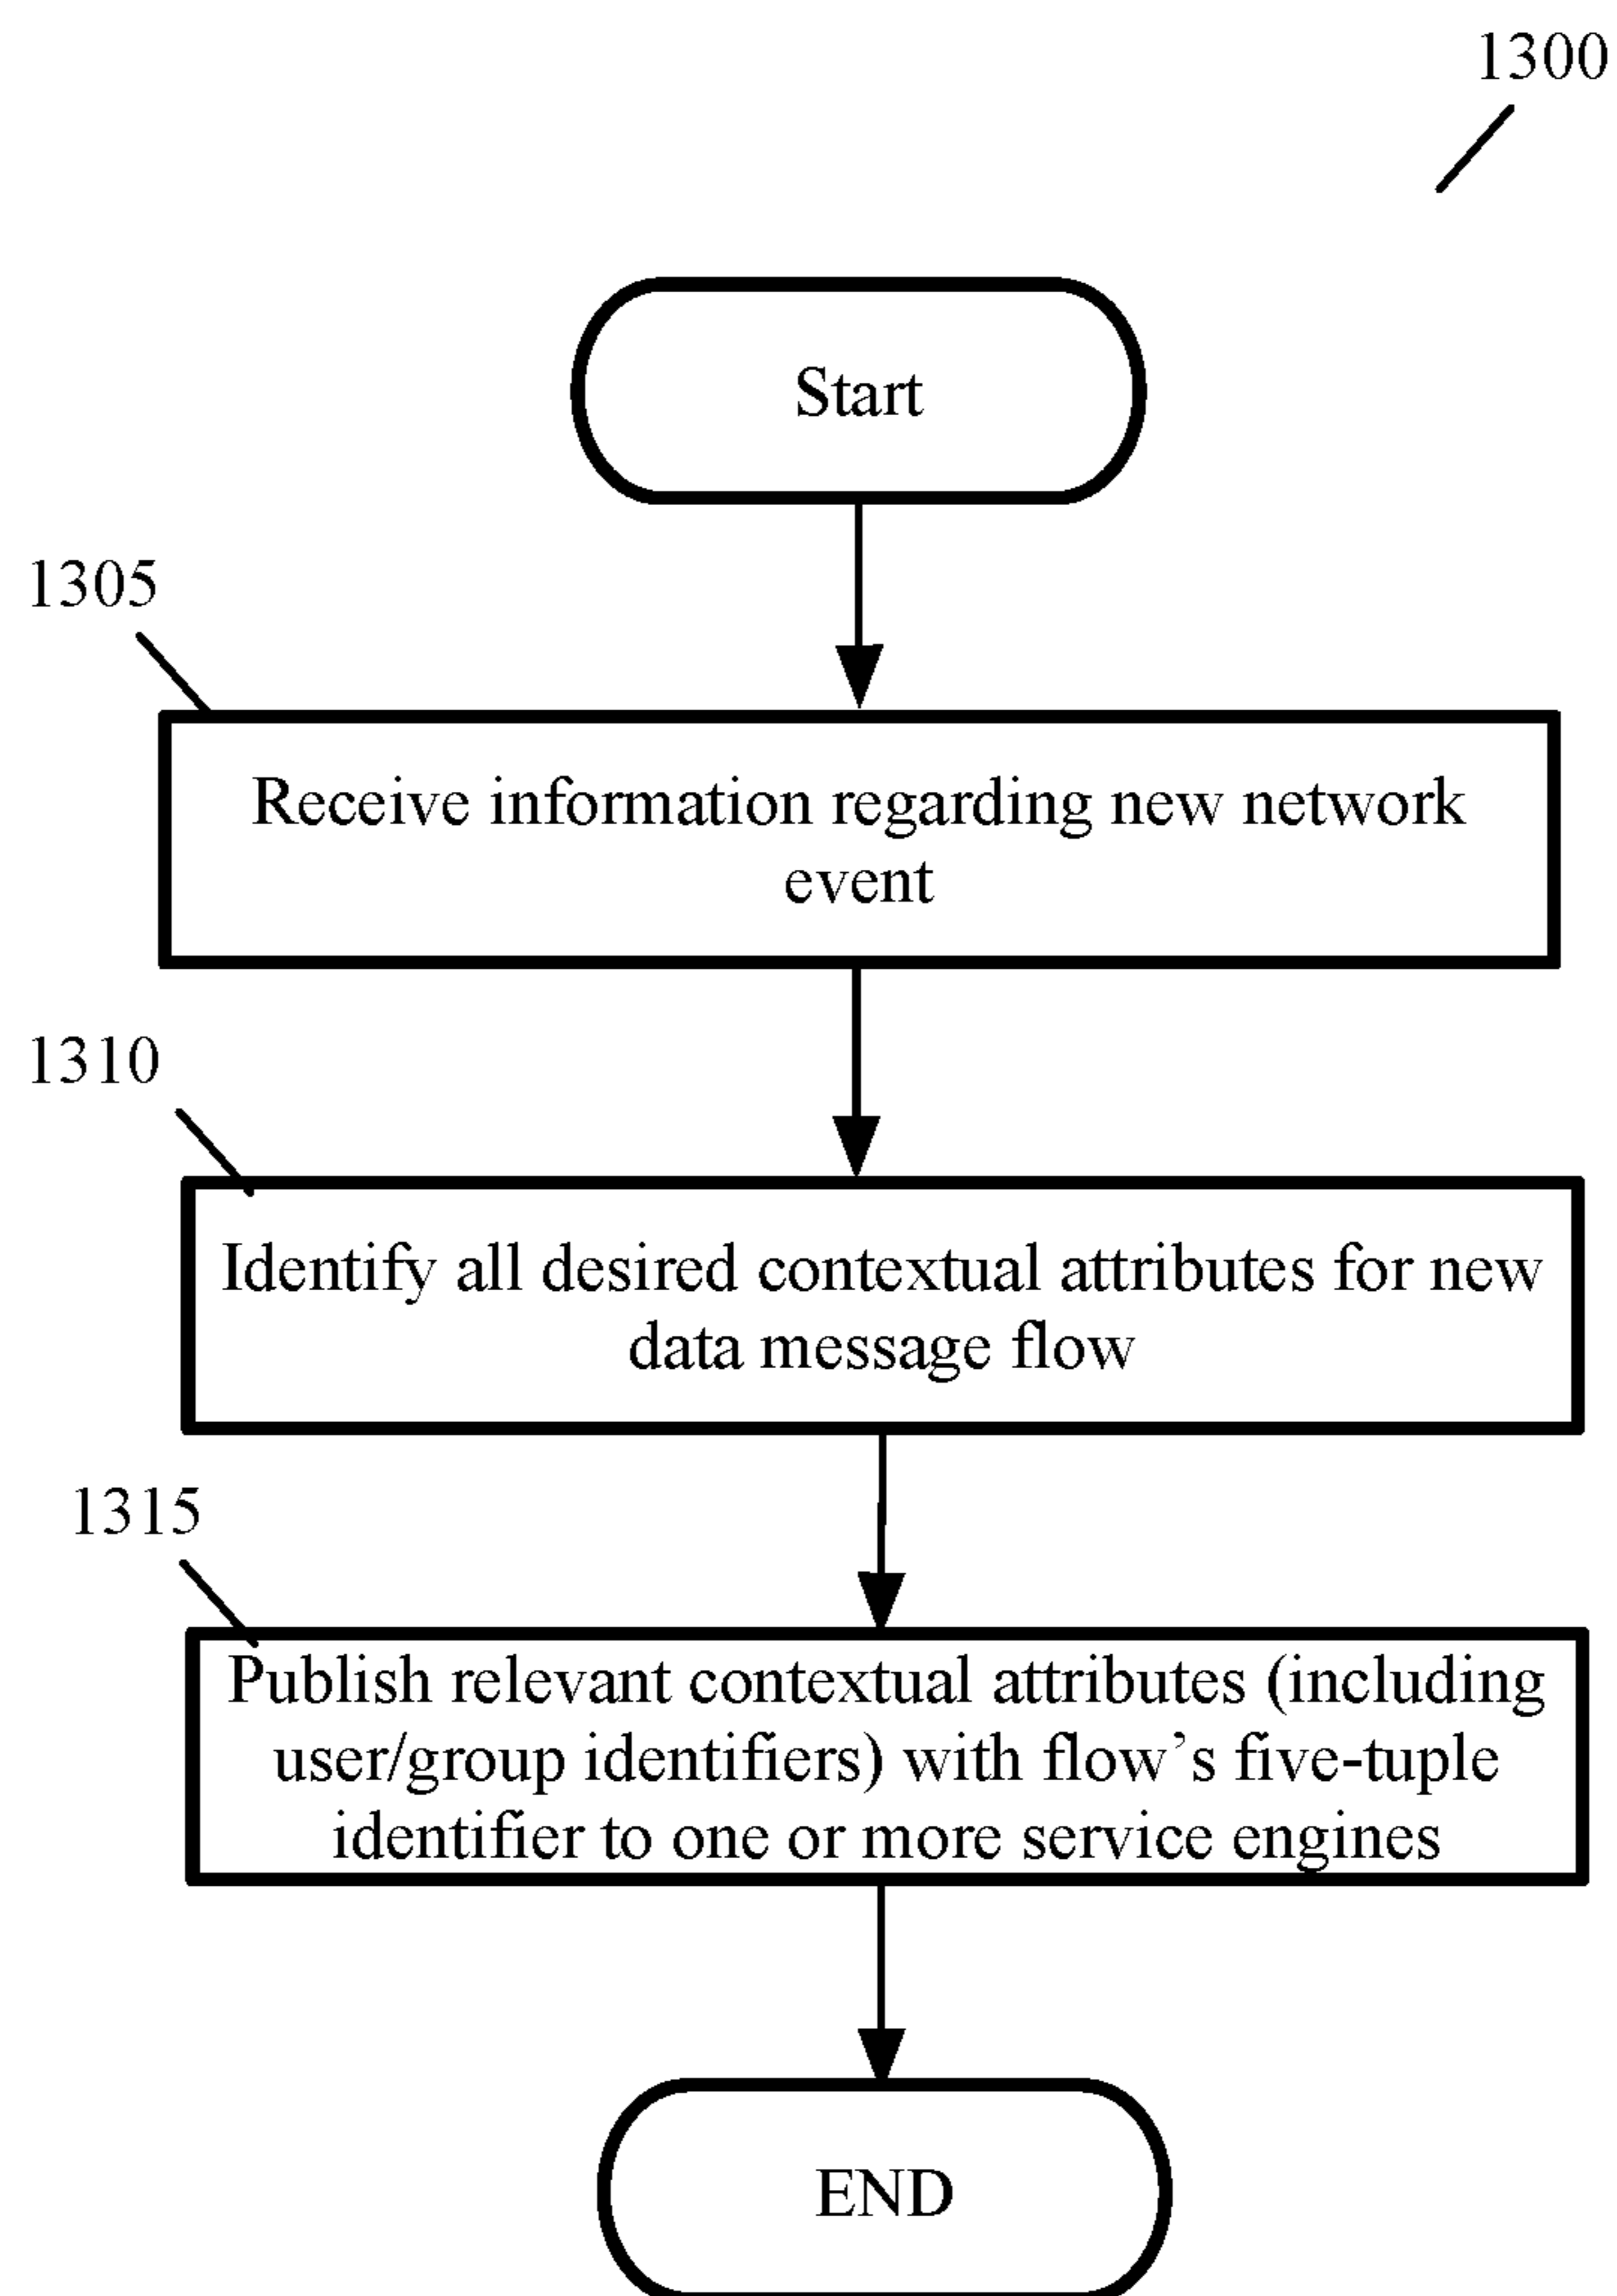 1300
Start
1305
Receive information regarding new network
event
1310
Identify all desired contextual attributes for new
data message flow
1315
Publish relevant contextual attributes (including
user/group identifiers) with flow’s five-tuple
identifier to one or more service engines
END